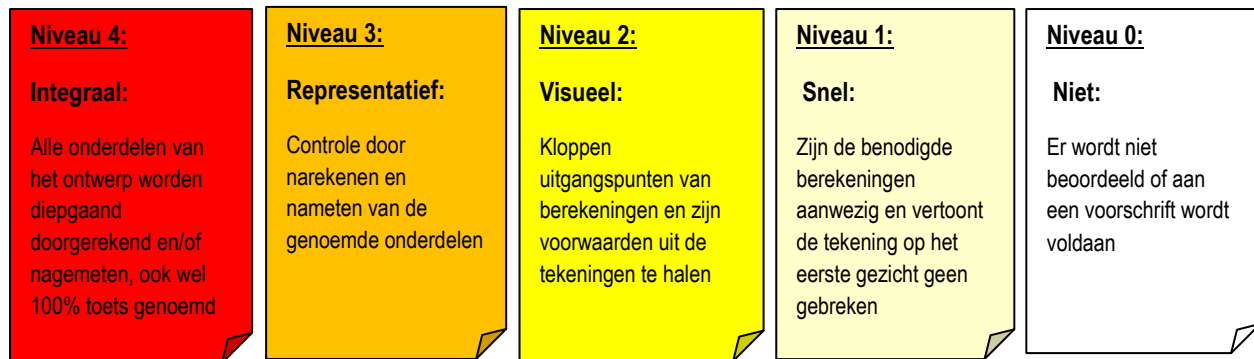 Niveau 4:
Integraal:
Alle onderdelen van
het ontwerp worden
diepgaand
doorgerekend en/of
nagemeten, ook wel
100% toets genoemd
Niveau 3:
Representatief:
Controle door
narekenen en
nameten van de
genoemde onderdelen
Niveau 2:
Visueel:
Kloppen
uitgangspunten van
berekeningen en zijn
voorwaarden uit de
tekeningen te halen
Niveau 1:
Snel:
Zijn de benodigde
berekeningen
aanwezig en vertoont
de tekening op het
eerste gezicht geen
gebreken
Niveau 0:
Niet:
Er wordt niet
beoordeeld of aan
een voorschrift wordt
voldaan